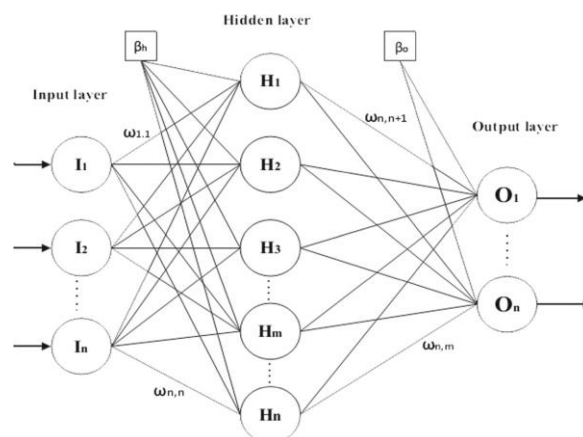 Hidden layer
βh
βo
Input layer
H1
ω1.1
ωn,n+1
Output layer
I1
H2
O1
I2
H3
In
Hm
On
ωn,n
ωn,m
Hn